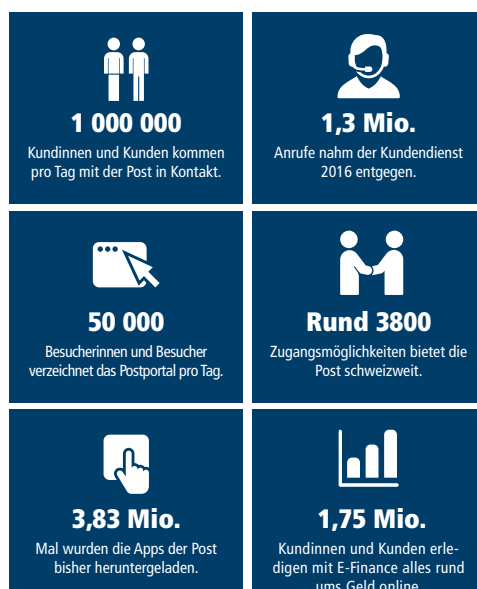 1 000 000
Kundinnen und Kunden kommen
pro Tag mit der Post in Kontakt.
1,3 Mio.
Anrufe nahm der Kundendienst
2016 entgegen.
50 000
Besucherinnen und Besucher
verzeichnet das Postportal pro Tag.
Rund 3800
Zugangsmöglichkeiten bietet die
Post schweizweit.
3,83 Mio.
Mal wurden die Apps der Post
bisher heruntergeladen.
1,75 Mio.
Kundinnen und Kunden erle-
digen mit E-Finance alles rund
ums Geld online.